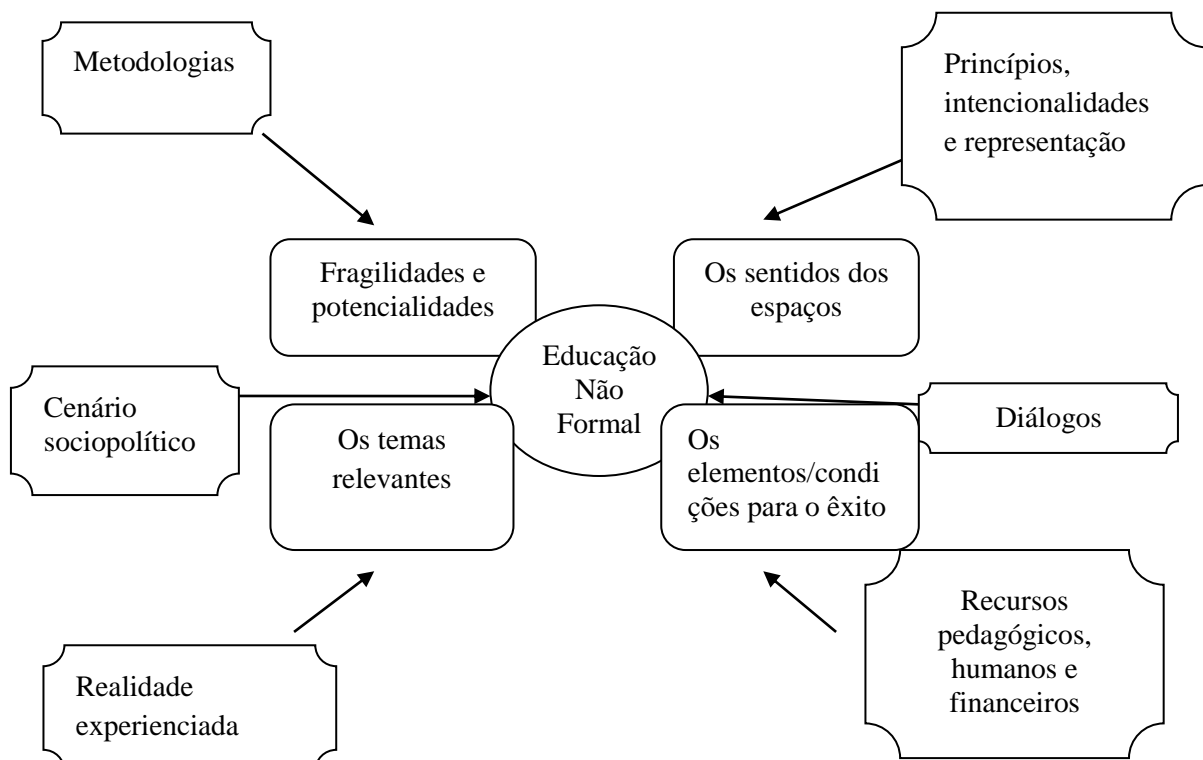 Metodologias
Princípios,
intencionalidades
e representação
Fragilidades e
potencialidades
Os sentidos dos
espaços
Educação
Não
Formal
Cenário
sociopolítico
Diálogos
Os temas
relevantes
Os
elementos/condi
ções para o êxito
Realidade
experienciada
Recursos
pedagógicos,
humanos e
financeiros